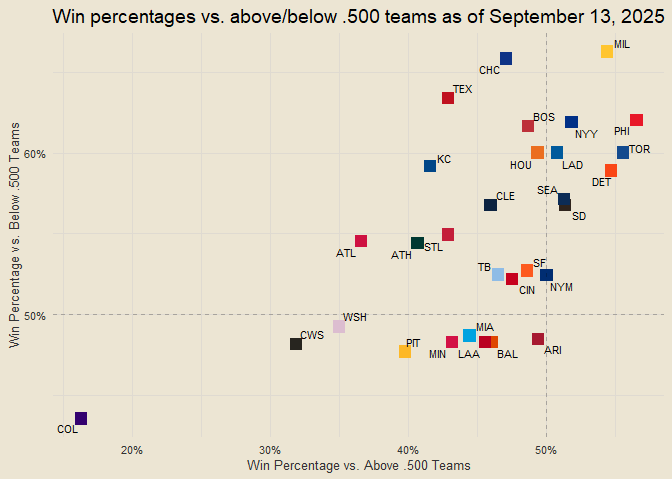 Win percentages vs. above/below .500 teams as of September 13, 2025
MIL
CHC
TEX
BOS
NYY
PHI
HOU
LAD
TOR
KC
DET
CLE
SEA
SD
ATL
ATH
STL
TB
SF
CIN
NYM
WSH
CWS
PIT
MIA
MIN
LAA
BAL
ARI
COL
60%
50%
20%
30%
40%
50%
Win Percentage vs. Above .500 Teams
Win Percentage vs. Below .500 Teams